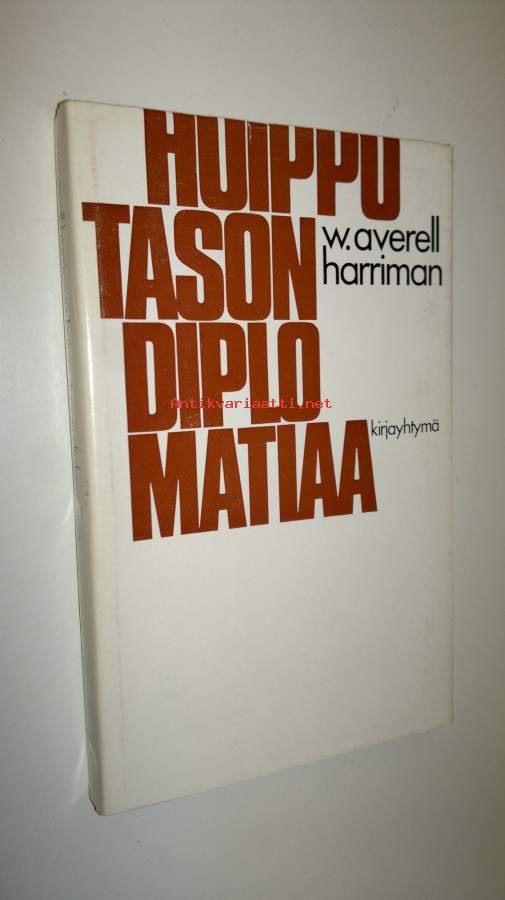 HUIPPU
TASON
w.averell
harriman
DIPLO
Antikvariaatti.net
MATIAA
kirjayhtymä